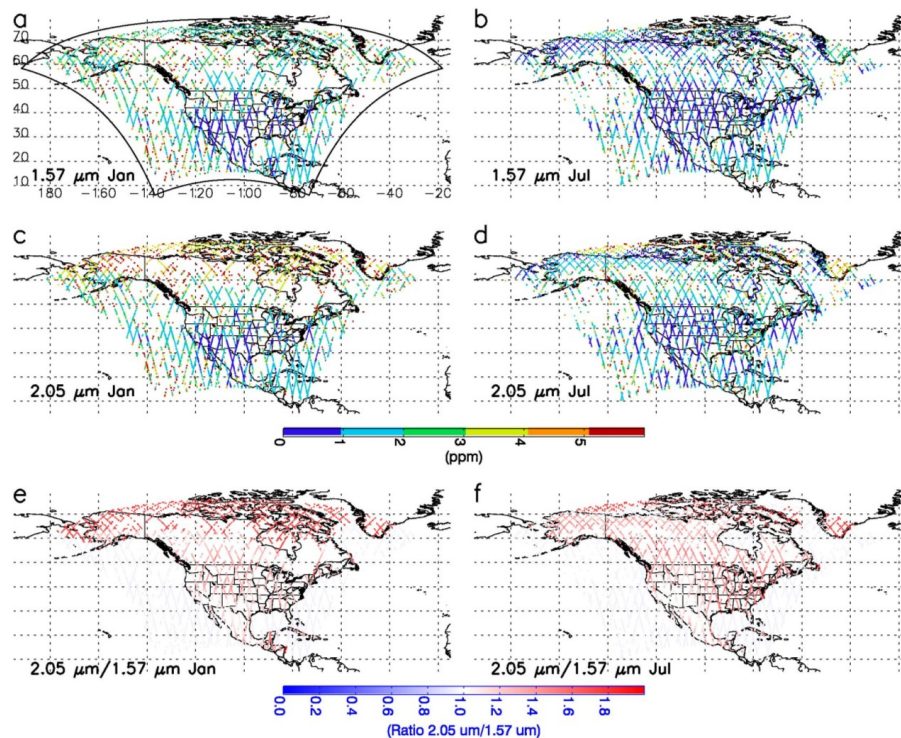 a
b
70
60
50
40
30
20
10
1.57 μm Jan
-180 -160 -140 -120 -100 -80 -60 -40 -20
1.57 μm Jul
c
d
2.05 μm Jan
2.05 μm Jul
0 1 2 3 4 5
(ppm)
e
f
2.05 μm/1.57 μm Jan
2.05 μm/1.57 μm Jul
0.0 0.2 0.4 0.6 0.8 1.0 1.2 1.4 1.6 1.8
(Ratio 2.05 um/1.57 um)